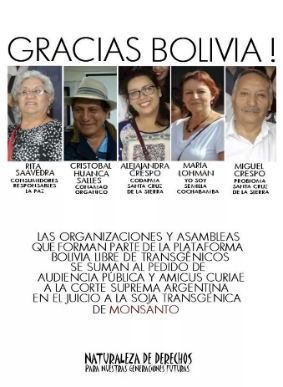 GRACIAS BOLIVIA !
RITA
SAAVEDRA
CONSUMIDORES
RESPONSABLES
LA PAZ
CRISTOBAL
HUANCA
SALLES
COMANAO
ORGANICO
ALEJANDRA
CRESPO
CODAPMA
SANTA CRUZ
DE LA SIERRA
MARIA
LOHMAN
YO SOY
SEMILLA
COCHABAMBA
MIGUEL
CRESPO
PROBIOMA
SANTA CRUZ
DE LA SIERRA
LAS ORGANIZACIONES Y ASAMBLEAS
QUE FORMAN PARTE DE LA PLATAFORMA
BOLIVIA LIBRE DE TRANSGÉNICOS
SE SUMAN AL PEDIDO DE
AUDIENCIA PÚBLICA Y AMICUS CURIAE
A LA CORTE SUPREMA ARGENTINA
EN EL JUICIO A LA SOJA TRANSGÉNICA
DE MONSANTO
NATURALEZA DE DERECHOS
PARA NUESTRAS GENERACIONES FUTURAS